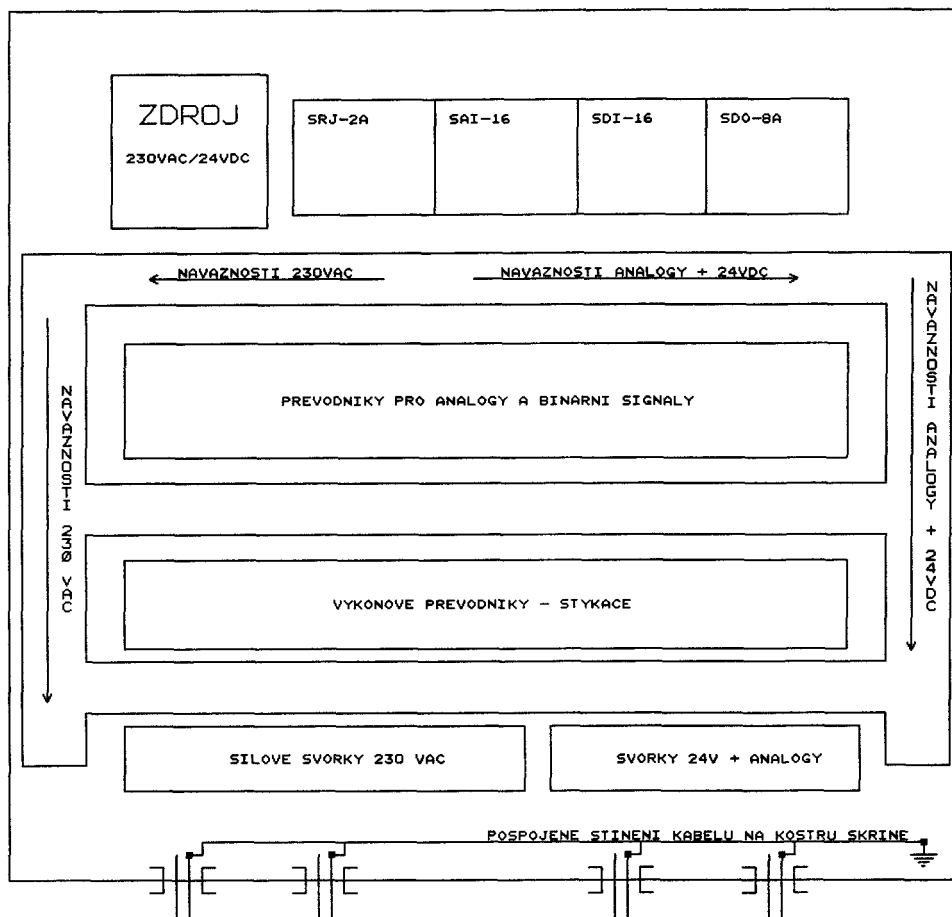 ZDROJ
230VAC/24VDC
SRJ-2A
SAI-16
SDI-16
SDO-8A
NAVAZNOSTI 230VAC
NAVAZNOSTI ANALOGY + 24VDC
NAVAZNOSTI 230 VAC
NAVAZNOSTI ANALOGY + 24VDC
PREVODNIKY PRO ANALOGY A BINARNI SIGNALY
VYKONOVE PREVODNIKY - STYKACE
SILOVE SVORKY 230 VAC
SVORKY 24V + ANALOGY
POSPOJENE STINENI KABELU NA KOSTRU SKRINE